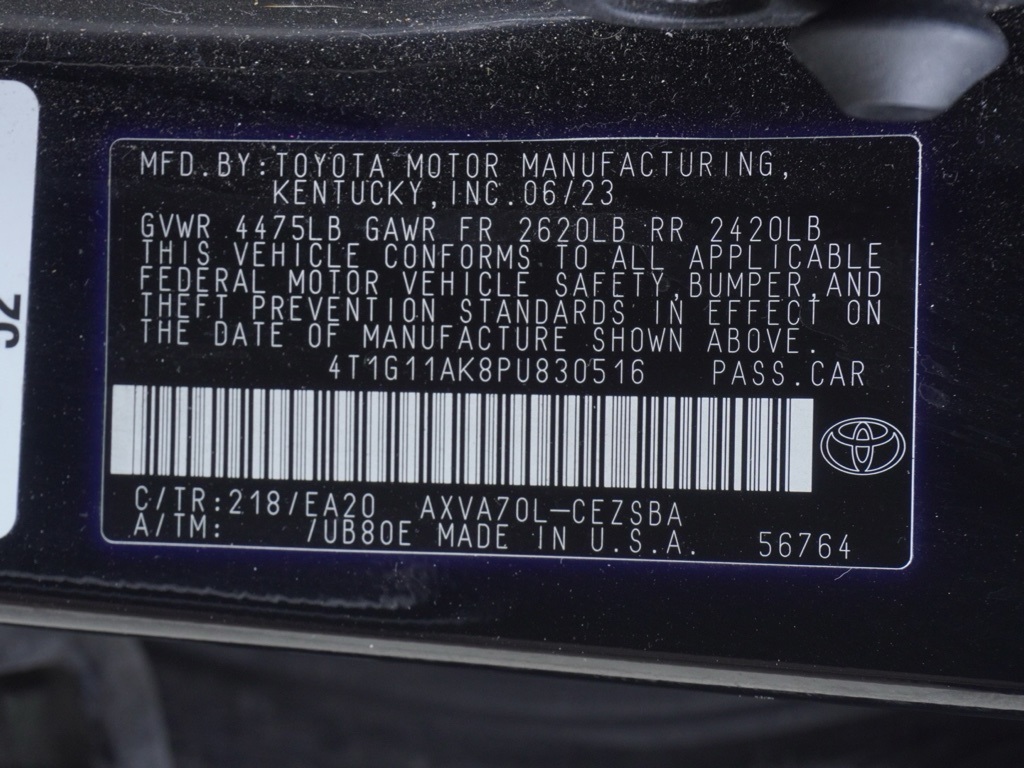 MFD.BY:TOYOTA MOTOR MANUFACTURING,
KENTUCKY,INC.06/23
GVWR 4475LB GAWR FR 2620LB RR 2420LB
THIS VEHICLE CONFORMS TO ALL APPLICABLE
FEDERAL MOTOR VEHICLE SAFETY,BUMPER,AND
THEFT PREVENTION STANDARDS IN EFFECT ON
THE DATE OF MANUFACTURE SHOWN ABOVE.
4T1G11AK8PU830516 PASS.CAR
C/TR:218/EA20 AXVA70L-CEZSBA
A/TM: /UB80E MADE IN U.S.A. 56764